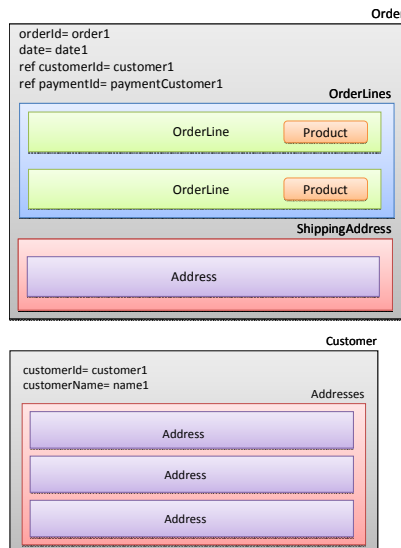 Order
orderId= order1
date= date1
ref customerId= customer1
ref paymentId= paymentCustomer1
OrderLines
OrderLine Product
OrderLine Product
ShippingAddress
Address
Customer
customerId= customer1
customerName= name1
Addresses
Address
Address
Address